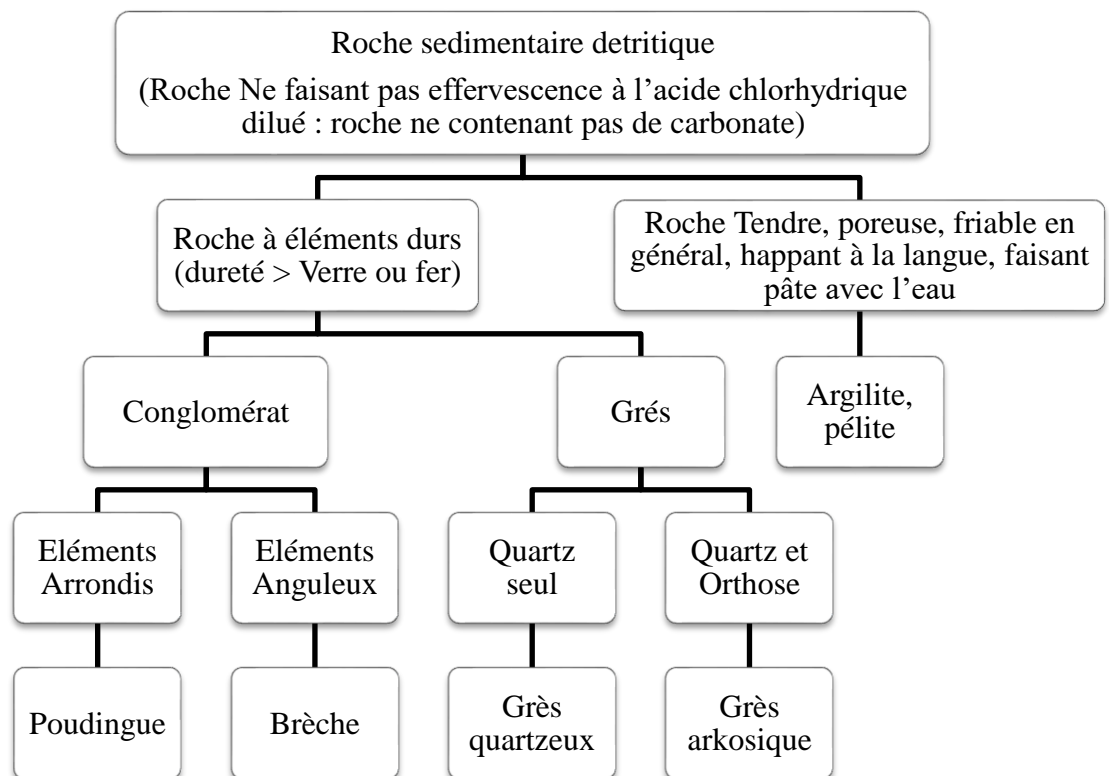 Roche sedimentaire detritique
(Roche Ne faisant pas effervescence à l’acide chlorhydrique
dilué : roche ne contenant pas de carbonate)
Roche à éléments durs
(dureté > Verre ou fer)
Roche Tendre, poreuse, friable en
général, happant à la langue, faisant
pâte avec l’eau
Conglomérat
Grés
Argilite,
pélite
Eléments
Arrondis
Eléments
Anguleux
Quartz
seul
Quartz et
Orthose
Poudingue
Brèche
Grès
quartzeux
Grès
arkosique